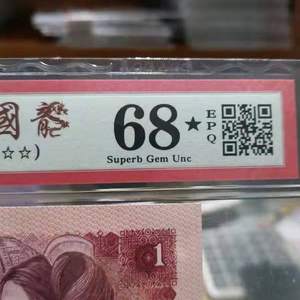 國龍 68★ EPQ
☆☆) Superb Gem Unc
1